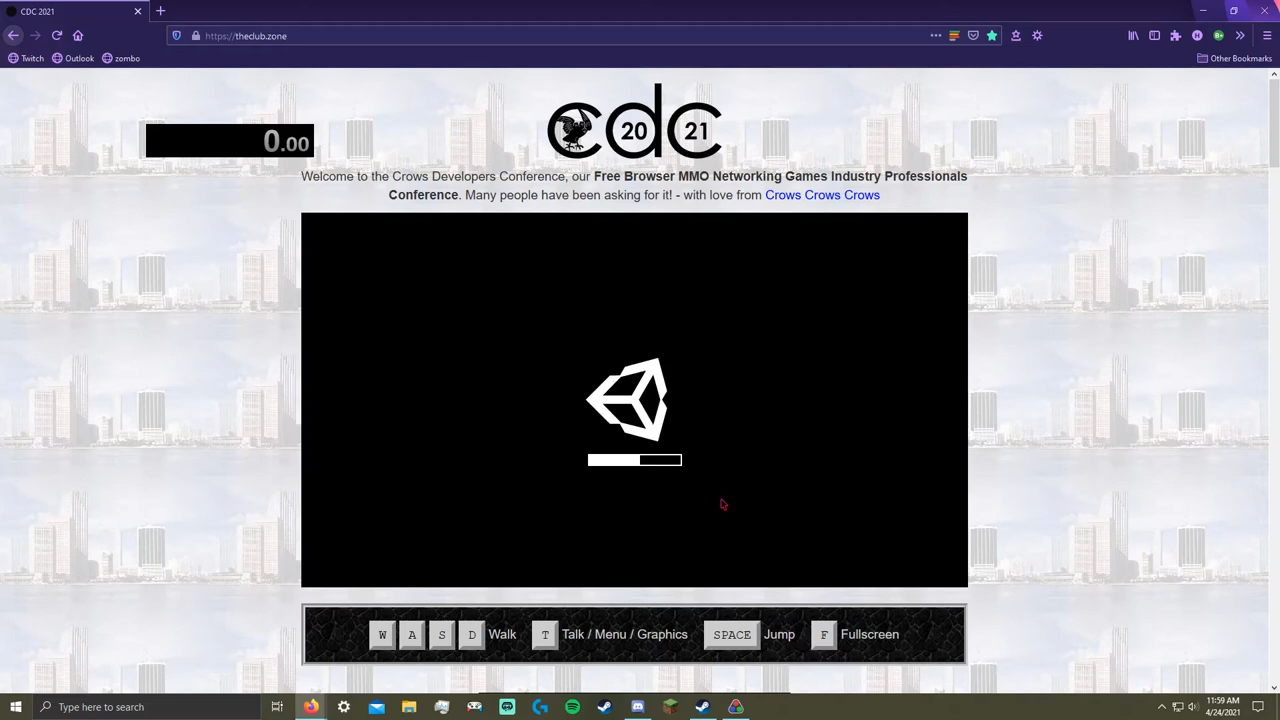 CDC 2021
https://theclub.zone
Twitch
Outlook
zombo
Other Bookmarks
cdc
20 21
0.00
Welcome to the Crows Developers Conference, our Free Browser MMO Networking Games Industry Professionals
Conference. Many people have been asking for it! - with love from Crows Crows Crows
W A S D Walk T Talk / Menu / Graphics SPACE Jump F Fullscreen
Type here to search
11:59 AM
4/24/2021